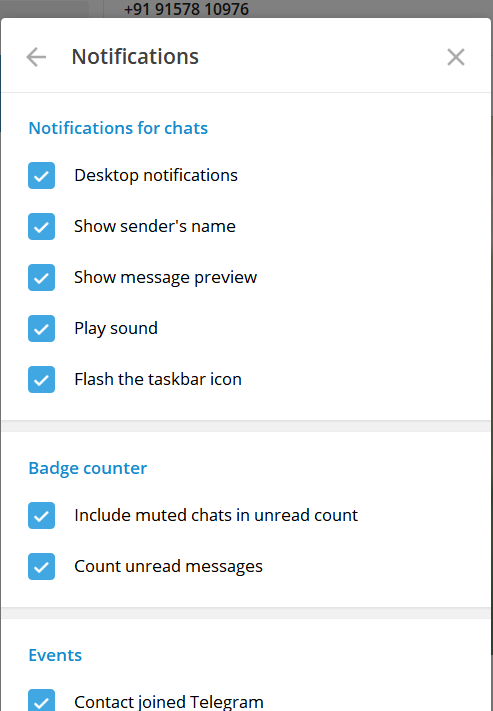 +91 91578 10976
Notifications
Notifications for chats
Desktop notifications
Show sender's name
Show message preview
Play sound
Flash the taskbar icon
Badge counter
Include muted chats in unread count
Count unread messages
Events
Contact joined Telegram